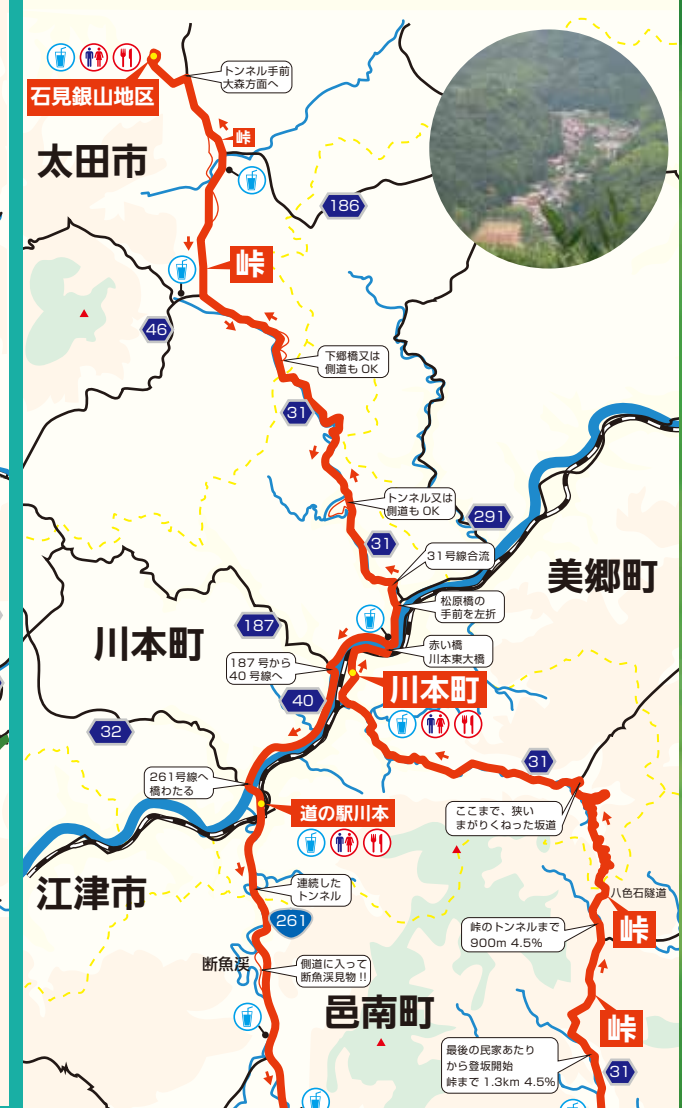 石見銀山地区
トンネル手前
大森方面へ
太田市
峠
186
峠
46
下郷橋又は
側道も OK
31
トンネル又は
側道も OK
291
31
31号線合流
美郷町
松原橋の
手前を左折
187
川本町
赤い橋
川本東大橋
187 号から
40 号線へ
川本町
40
32
31
261号線へ
橋わたる
道の駅川本
ここまで、狭い
まがりくねった坂道
江津市
連続した
トンネル
八色石隧道
261
峠のトンネルまで
900m 4.5%
峠
断魚渓
側道に入って
断魚渓見物 !!
邑南町
峠
最後の民家あたり
から登坂開始
峠まで 1.3km 4.5%
31